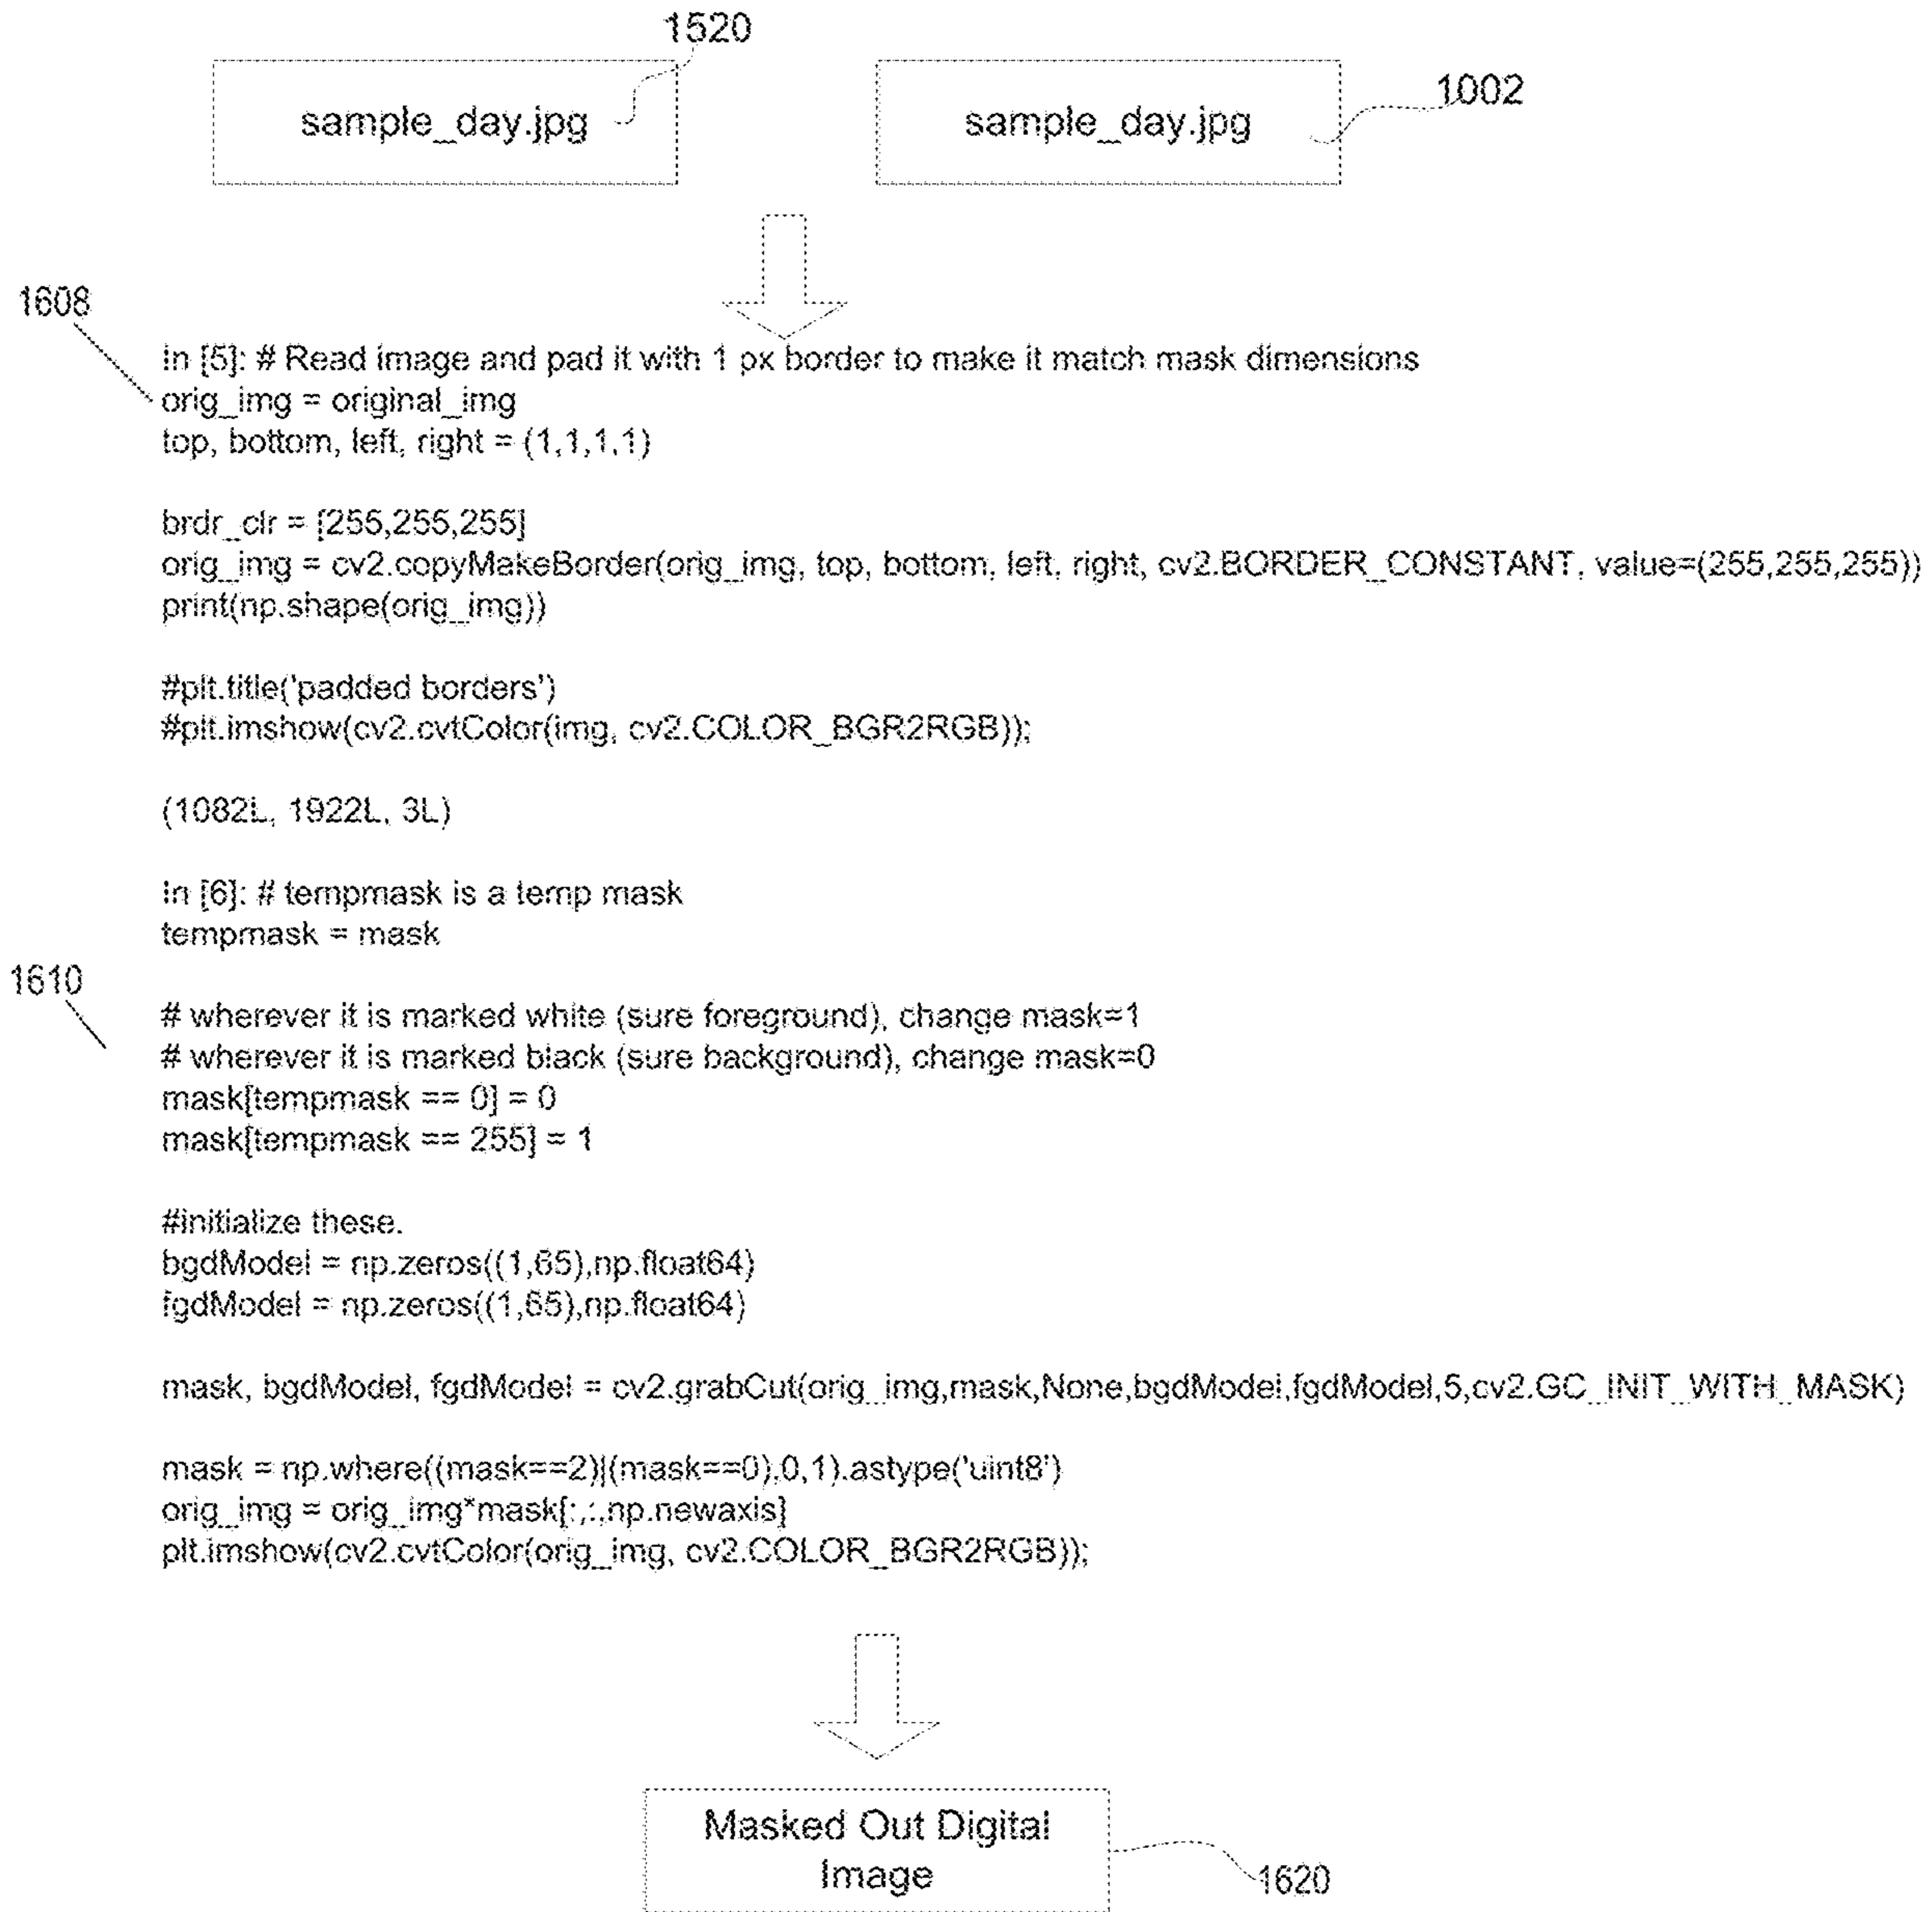 1520
sample_day.jpg
sample_day.jpg
1002
1608
In [5]: # Read image and pad it with 1 px border to make it match mask dimensions
orig_img = original_img
top, bottom, left, right = (1,1,1,1)
brdr_clr = [255,255,255]
orig_img = cv2.copyMakeBorder(orig_img, top, bottom, left, right, cv2.BORDER_CONSTANT, value=(255,255,255))
print(np.shape(orig_img))
#plt.title('padded borders')
#plt.imshow(cv2.cvtColor(img, cv2.COLOR_BGR2RGB));
(1082L, 1922L, 3L)
In [6]: # tempmask is a temp mask
tempmask = mask
1610
# wherever it is marked white (sure foreground), change mask=1
# wherever it is marked black (sure background), change mask=0
mask[tempmask == 0] = 0
mask[tempmask == 255] = 1
#initialize these.
bgdModel = np.zeros((1,65),np.float64)
fgdModel = np.zeros((1,65),np.float64)
mask, bgdModel, fgdModel = cv2.grabCut(orig_img,mask,None,bgdModel,fgdModel,5,cv2.GC_INIT_WITH_MASK)
mask = np.where((mask==2)|(mask==0),0,1).astype('uint8')
orig_img = orig_img*mask[:,:,np.newaxis]
plt.imshow(cv2.cvtColor(orig_img, cv2.COLOR_BGR2RGB));
Masked Out Digital
Image
1620